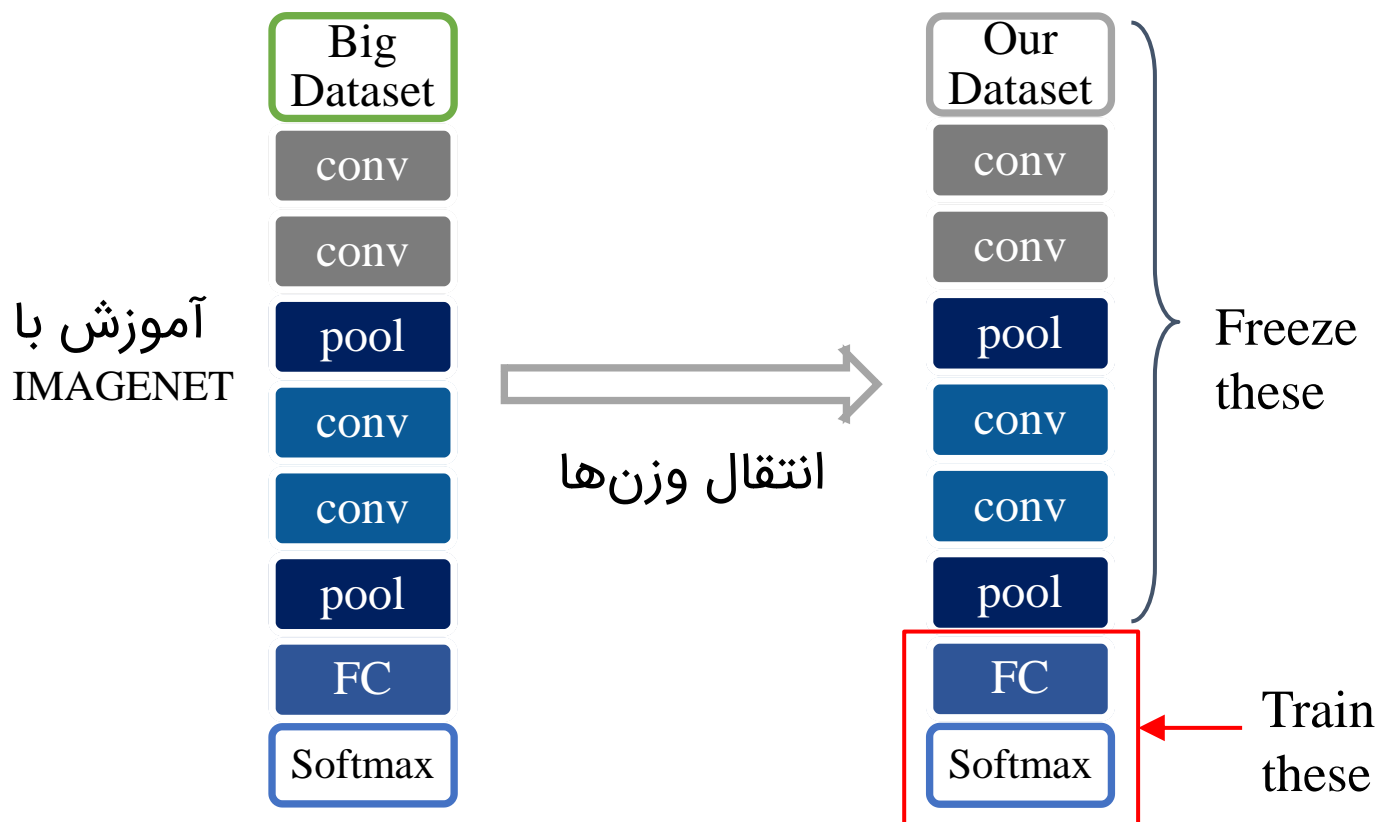 Big
Dataset
conv
conv
pool
conv
conv
pool
FC
Softmax
آموزش با
IMAGENET
انتقال وزن‌ها
Our
Dataset
conv
conv
pool
conv
conv
pool
FC
Softmax
Freeze
these
Train
these